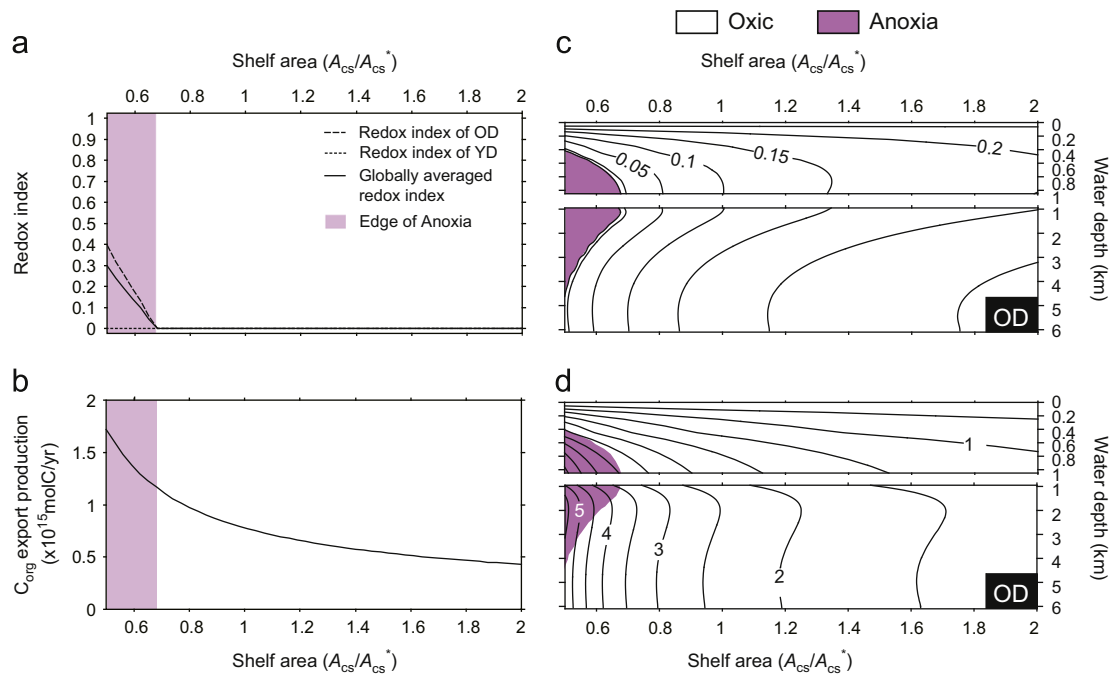 Oxic Anoxia
a
Shelf area (Acs/Acs*)
0.6 0.8 1 1.2 1.4 1.6 1.8 2
1
0.9
0.8
0.7
0.6
0.5
0.4
0.3
0.2
0.1
0
Redox index
Redox index of OD
Redox index of YD
Globally averaged
redox index
Edge of Anoxia
b
2
1.5
1
0.5
0
Corg export production
(x10^15molC/yr)
0.6 0.8 1 1.2 1.4 1.6 1.8 2
Shelf area (Acs/Acs*)
c
Shelf area (Acs/Acs*)
0.6 0.8 1 1.2 1.4 1.6 1.8 2
0.05 0.1 0.15 0.2
0
0.2
0.4
0.6
0.8
1
1
2
3
4
5
6
Water depth (km)
OD
d
1
5 4 3 2
0
0.2
0.4
0.6
0.8
1
1
2
3
4
5
6
Water depth (km)
OD
0.6 0.8 1 1.2 1.4 1.6 1.8 2
Shelf area (Acs/Acs*)